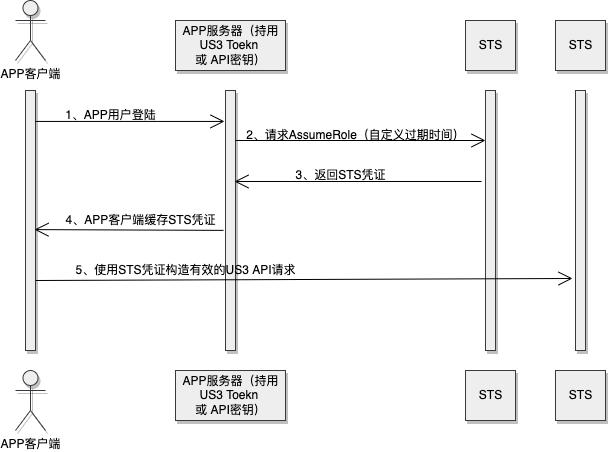 APP客户端
APP服务器（持用
US3 Toekn
或 API密钥）
STS
STS
1、APP用户登陆
2、请求AssumeRole（自定义过期时间）
3、返回STS凭证
4、APP客户端缓存STS凭证
5、使用STS凭证构造有效的US3 API请求
APP客户端
APP服务器（持用
US3 Toekn
或 API密钥）
STS
STS